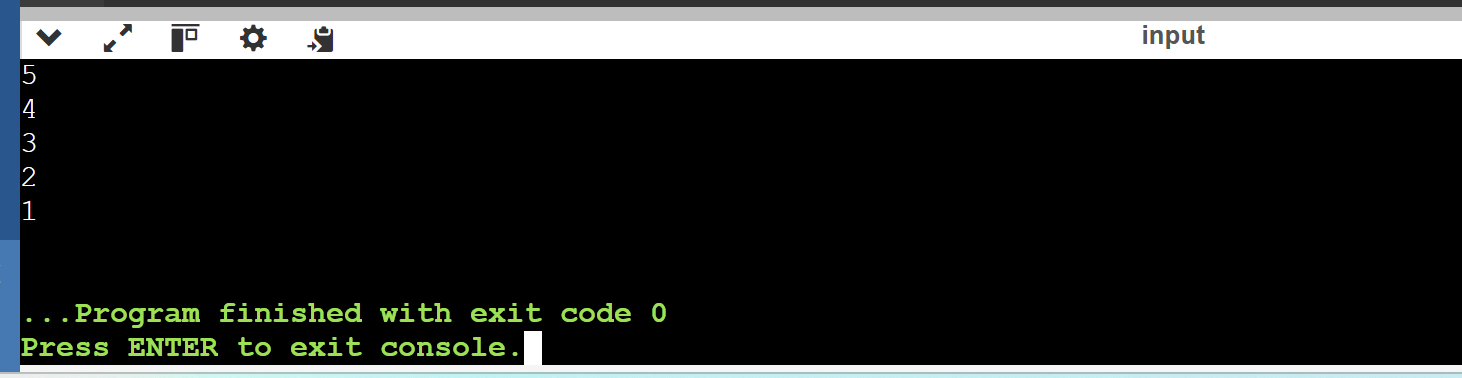 input
5
4
3
2
1
...Program finished with exit code 0
Press ENTER to exit console.